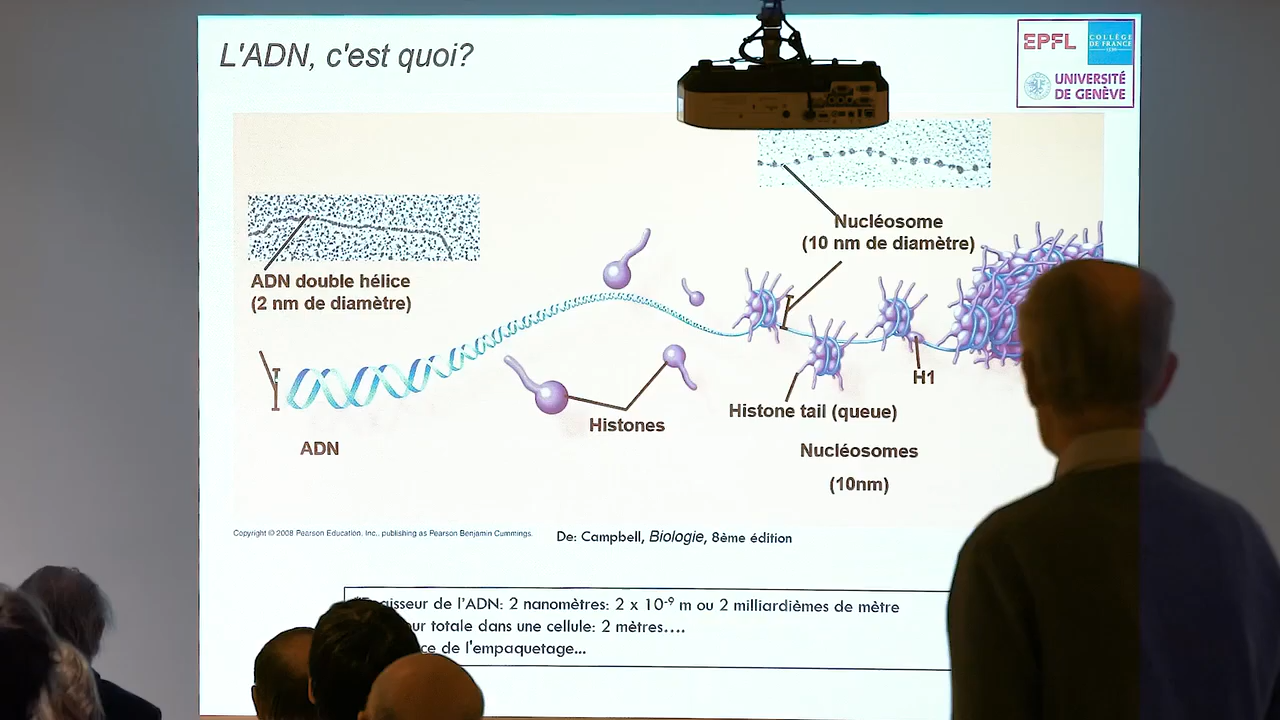 L'ADN, c'est quoi?
EPFL
COLLÈGE
DE FRANCE
1530
UNIVERSITÉ
DE GENÈVE
Nucléosome
(10 nm de diamètre)
ADN double hélice
(2 nm de diamètre)
H1
Histone tail (queue)
Histones
ADN
Nucléosomes
(10nm)
Copyright © 2008 Pearson Education, Inc., publishing as Pearson Benjamin Cummings.
De: Campbell, Biologie, 8ème édition
de l'ADN: 2 nanomètres: 2 x 10⁻⁹ m ou 2 milliardièmes de mètre
totale dans une cellule: 2 mètres....
de l'empaquetage...